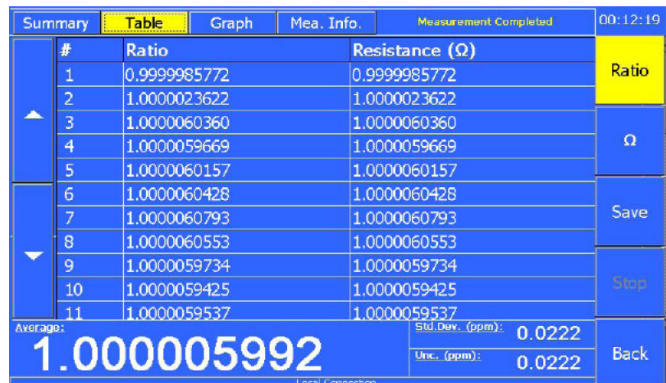 Summary Table Graph Mea. Info. Measurement Completed 00:12:19
# Ratio Resistance (Ω)
1 0.9999985772 0.9999985772
2 1.0000023622 1.0000023622
3 1.0000060360 1.0000060360
4 1.0000059669 1.0000059669
5 1.0000060157 1.0000060157
6 1.0000060428 1.0000060428
7 1.0000060793 1.0000060793
8 1.0000060553 1.0000060553
9 1.0000059734 1.0000059734
10 1.0000059425 1.0000059425
11 1.0000059537 1.0000059537
Ratio
Ω
Save
Stop
Back
Average:
1.000005992
Std.Dev. (ppm): 0.0222
Unc. (ppm): 0.0222
Local Connection